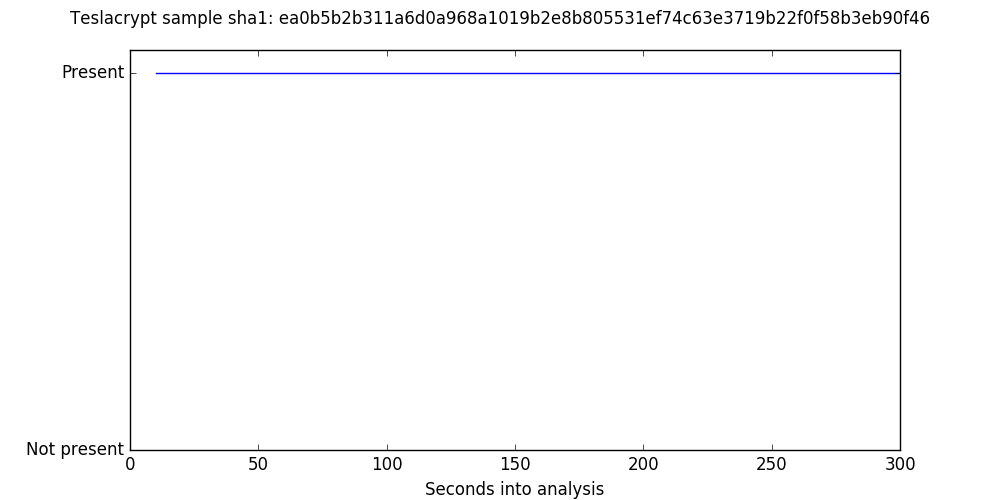 Teslacrypt sample sha1: ea0b5b2b311a6d0a968a1019b2e8b805531ef74c63e3719b22f0f58b3eb90f46
Present
Not present
0 50 100 150 200 250 300
Seconds into analysis